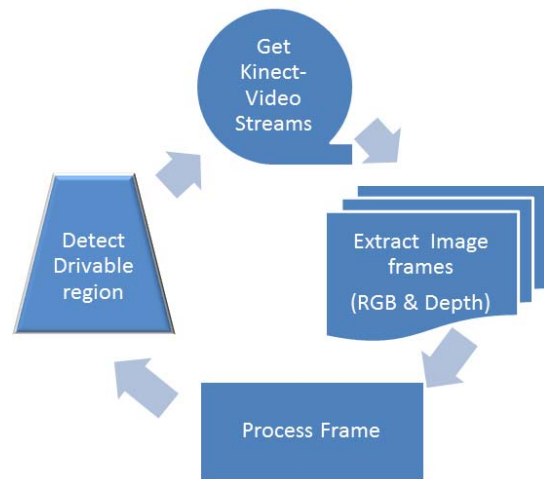 Get
Kinect-
Video
Streams
Extract Image
frames
(RGB & Depth)
Process Frame
Detect
Drivable
region